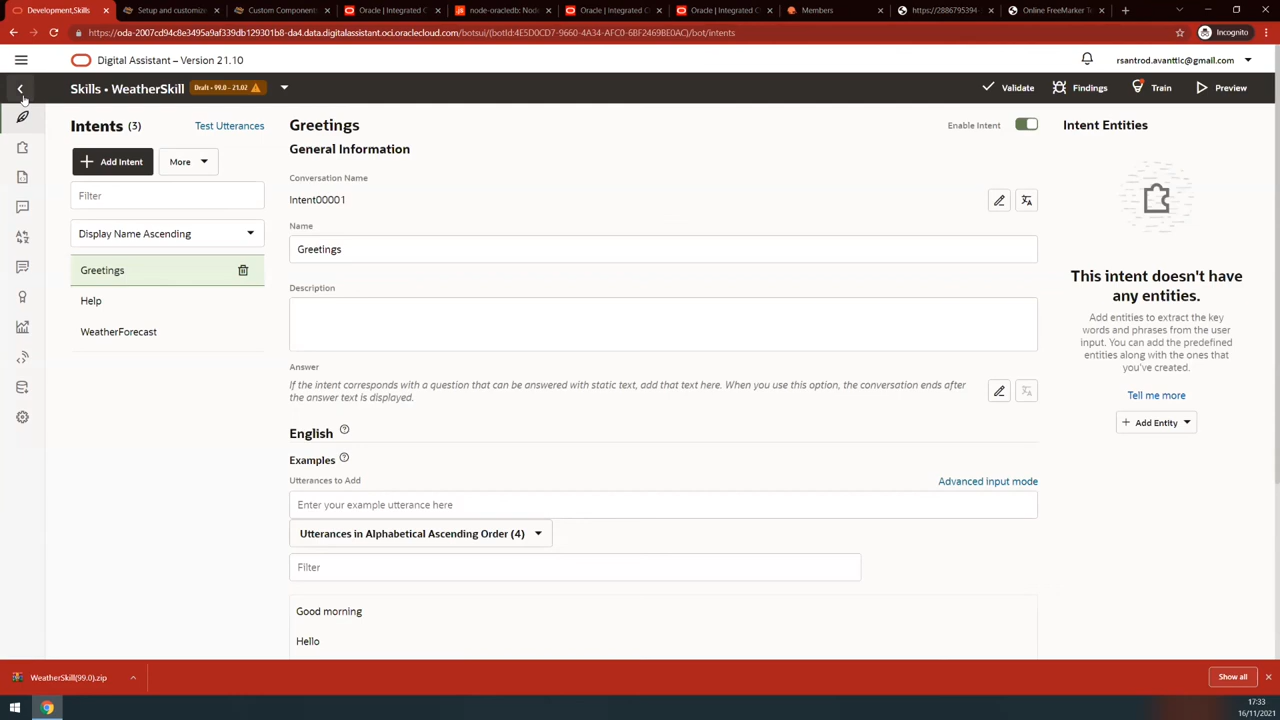 Development,Skills
Setup and customize
Custom Component
Oracle | Integrated C
node-oracledb: Nod
Oracle | Integrated C
Oracle | Integrated C
Members
https://2886795394-
Online FreeMarker Te
oda-2007cd94c8e3495a9af339db129301b8-da4.data.digitalassistant.oci.oraclecloud.com/botsui/(botId:4E5D0CD7-9660-4A34-AFC0-6BF2469BE0AC)/bot/intents
Incognito
Digital Assistant – Version 21.10
rsantrod.avanttic@gmail.com
Skills • WeatherSkill
Draft • 99.0 - 21.02
Validate
Findings
Train
Preview
Intents (3)
Test Utterances
Add Intent
More
Filter
Display Name Ascending
Greetings
Help
WeatherForecast
Greetings
Enable Intent
General Information
Conversation Name
Intent00001
Name
Greetings
Description
Answer
If the intent corresponds with a question that can be answered with static text, add that text here. When you use this option, the conversation ends after
the answer text is displayed.
English
Examples
Utterances to Add
Advanced input mode
Enter your example utterance here
Utterances in Alphabetical Ascending Order (4)
Filter
Good morning
Hello
Intent Entities
This intent doesn't have
any entities.
Add entities to extract the key
words and phrases from the user
input. You can add the predefined
entities along with the ones that
you've created.
Tell me more
Add Entity
WeatherSkill(99.0).zip
Show all
17:33
16/11/2021